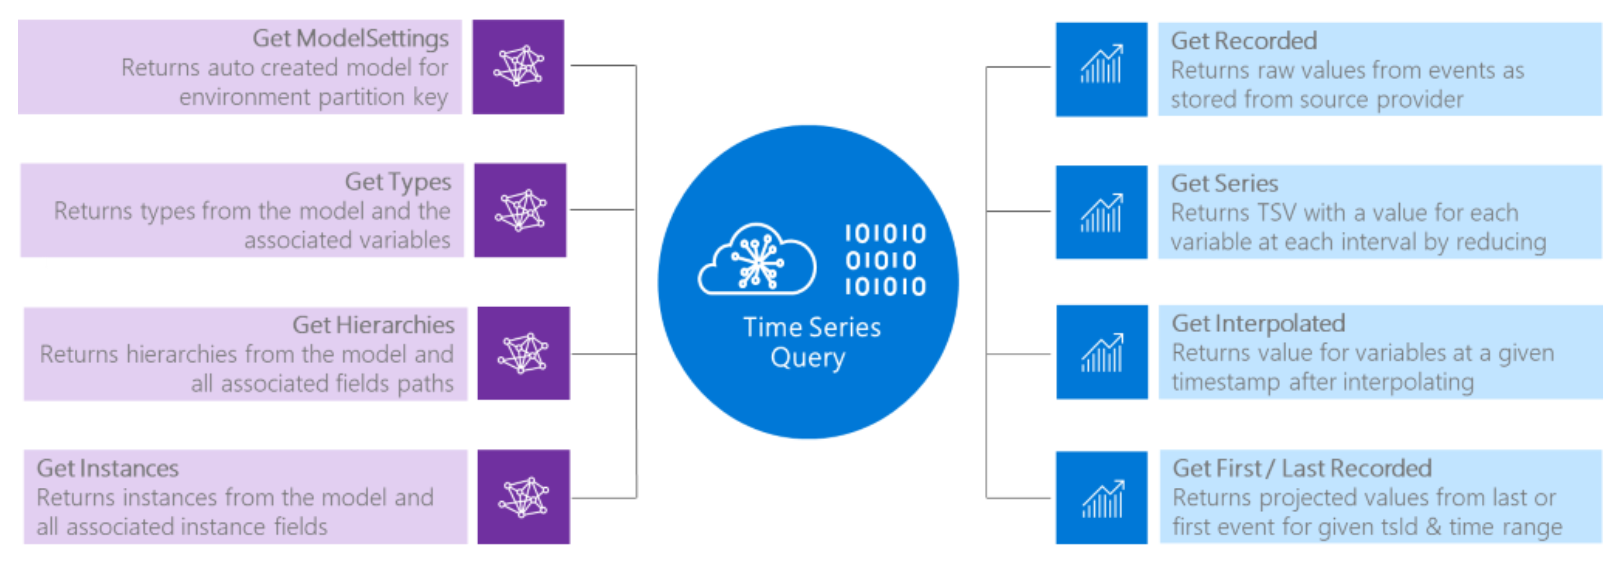 Get ModelSettings
Returns auto created model for
environment partition key
Get Types
Returns types from the model and the
associated variables
Get Hierarchies
Returns hierarchies from the model and
all associated fields paths
Get Instances
Returns instances from the model and
all associated instance fields
101010
01010
101010
Time Series
Query
Get Recorded
Returns raw values from events as
stored from source provider
Get Series
Returns TSV with a value for each
variable at each interval by reducing
Get Interpolated
Returns value for variables at a given
timestamp after interpolating
Get First / Last Recorded
Returns projected values from last or
first event for given tsId & time range